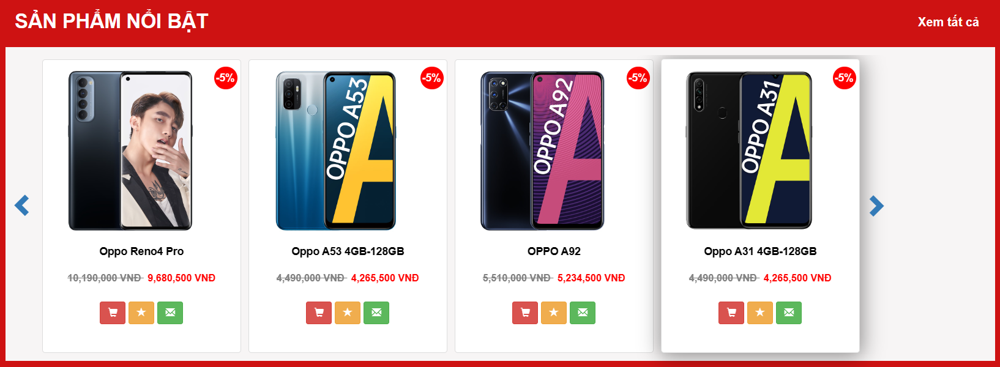 SẢN PHẨM NỔI BẬT
Xem tất cả
-5%
OPPO A53
-5%
OPPO A92
-5%
OPPO A31
-5%
Oppo Reno4 Pro
Oppo A53 4GB-128GB
OPPO A92
Oppo A31 4GB-128GB
10,190,000 VNĐ 9,680,500 VNĐ
4,490,000 VNĐ 4,265,500 VNĐ
5,510,000 VNĐ 5,234,500 VNĐ
4,490,000 VNĐ 4,265,500 VNĐ